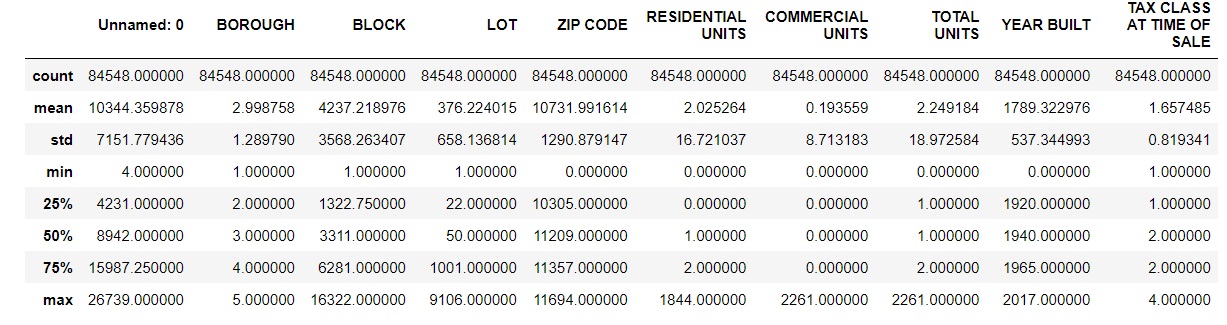 Unnamed: 0 BOROUGH BLOCK LOT ZIP CODE RESIDENTIAL UNITS COMMERCIAL UNITS TOTAL UNITS YEAR BUILT TAX CLASS AT TIME OF SALE
count 84548.000000 84548.000000 84548.000000 84548.000000 84548.000000 84548.000000 84548.000000 84548.000000 84548.000000 84548.000000
mean 10344.359878 2.998758 4237.218976 376.224015 10731.991614 2.025264 0.193559 2.249184 1789.322976 1.657485
std 7151.779436 1.289790 3568.263407 658.136814 1290.879147 16.721037 8.713183 18.972584 537.344993 0.819341
min 4.000000 1.000000 1.000000 1.000000 0.000000 0.000000 0.000000 0.000000 0.000000 1.000000
25% 4231.000000 2.000000 1322.750000 22.000000 10305.000000 0.000000 0.000000 1.000000 1920.000000 1.000000
50% 8942.000000 3.000000 3311.000000 50.000000 11209.000000 1.000000 0.000000 1.000000 1940.000000 2.000000
75% 15987.250000 4.000000 6281.000000 1001.000000 11357.000000 2.000000 0.000000 2.000000 1965.000000 2.000000
max 26739.000000 5.000000 16322.000000 9106.000000 11694.000000 1844.000000 2261.000000 2261.000000 2017.000000 4.000000